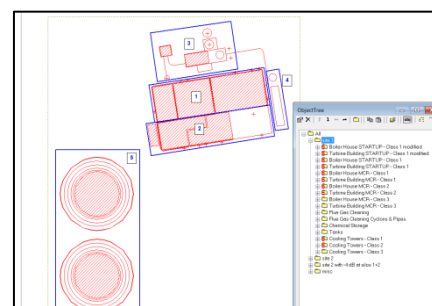 3
4
1
2
5
ObjectTree
All
site 1
Boiler House STARTUP - Class 1 modified
Turbine Building STARTUP - Class 1 modified
Boiler House STARTUP - Class 1
Turbine Building STARTUP - Class 1
Boiler House MCR - Class 1
Turbine Building MCR - Class 1
Boiler House MCR - Class 2
Turbine Building MCR - Class 2
Boiler House MCR - Class 3
Turbine Building MCR - Class 3
Flue Gas Cleaning
Flue Gas Cleaning Cyclons & Pipes
Chemical Storage
Tanks
Cooling Towers - Class 1
Cooling Towers - Class 2
Cooling Towers - Class 3
site 2
site 2 with -4 dB at silos 1+2
misc